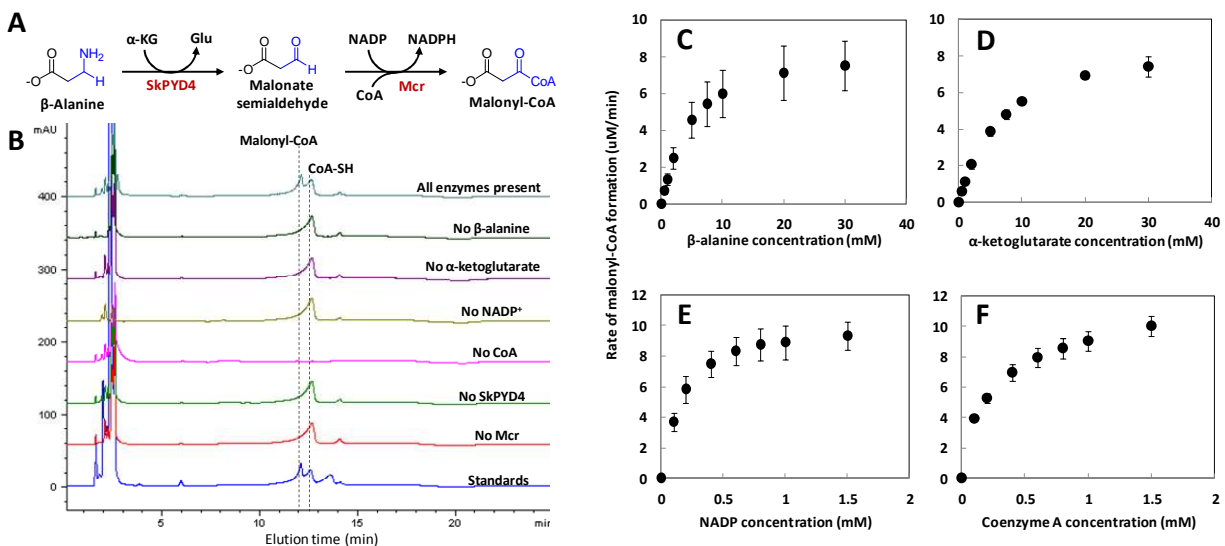 A
α-KG
Glu
NADP
NADPH
O
NH₂
-O
H
SkPYD4
O
O
-O
H
CoA
Mcr
O
O
-O
CoA
β-Alanine
Malonate
semialdehyde
Malonyl-CoA
B
mAU
Malonyl-CoA
CoA-SH
All enzymes present
400
No β-alanine
300
No α-ketoglutarate
No NADP⁺
200
No CoA
No SkPYD4
100
No Mcr
0
Standards
0
5
10
15
20
min
Elution time (min)
Rate of malonyl-CoA formation (uM/min)
C
10
8
6
4
2
0
0
10
20
30
40
β-alanine concentration (mM)
D
10
8
6
4
2
0
0
10
20
30
40
α-ketoglutarate concentration (mM)
E
12
10
8
6
4
2
0
0
0.5
1
1.5
2
NADP concentration (mM)
F
12
10
8
6
4
2
0
0
0.5
1
1.5
2
Coenzyme A concentration (mM)